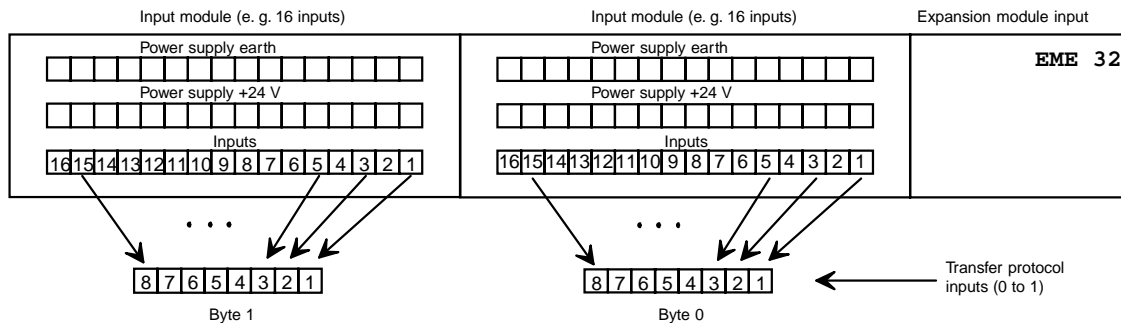 Input module (e. g. 16 inputs) Input module (e. g. 16 inputs) Expansion module input
Power supply earth Power supply earth EME 32
Power supply +24 V Power supply +24 V
Inputs Inputs
16 15 14 13 12 11 10 9 8 7 6 5 4 3 2 1 16 15 14 13 12 11 10 9 8 7 6 5 4 3 2 1
. . . . . .
8 7 6 5 4 3 2 1 8 7 6 5 4 3 2 1 Transfer protocol
inputs (0 to 1)
Byte 1 Byte 0